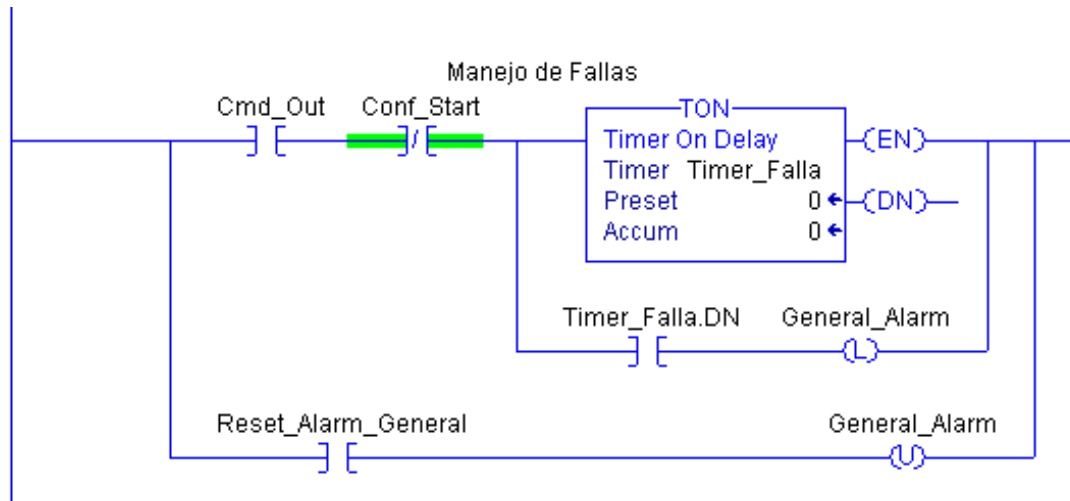 Manejo de Fallas
Cmd_Out Conf_Start
TON
Timer On Delay
Timer Timer_Falla
Preset 0
Accum 0
EN
DN
Timer_Falla.DN General_Alarm
L
Reset_Alarm_General General_Alarm
U